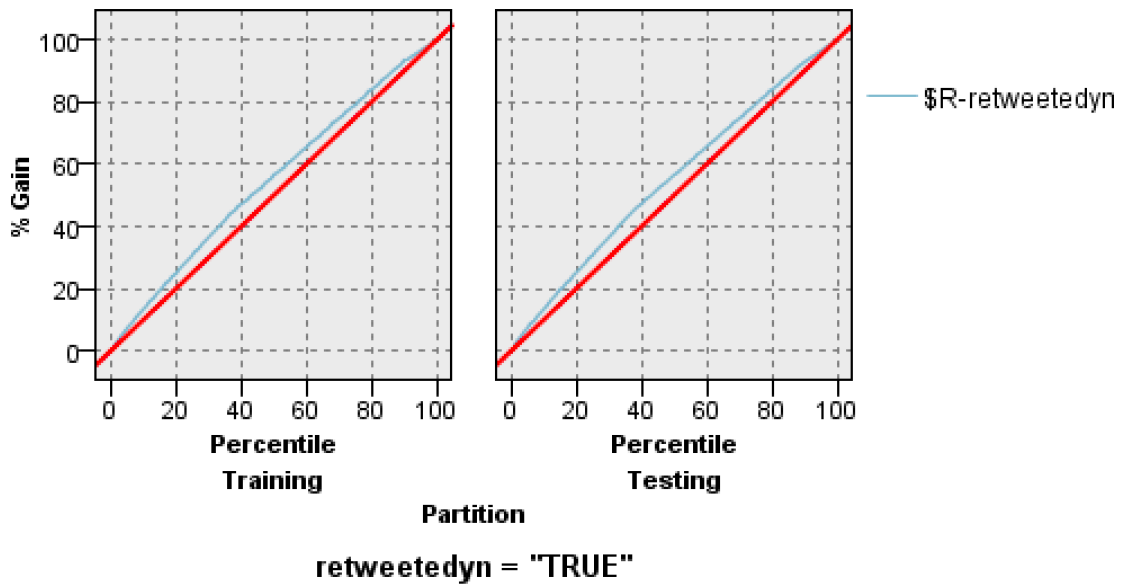 % Gain
100
80
60
40
20
0
0 20 40 60 80 100
0 20 40 60 80 100
Percentile
Percentile
Training
Testing
Partition
retweetedyn = "TRUE"
$R-retweetedyn